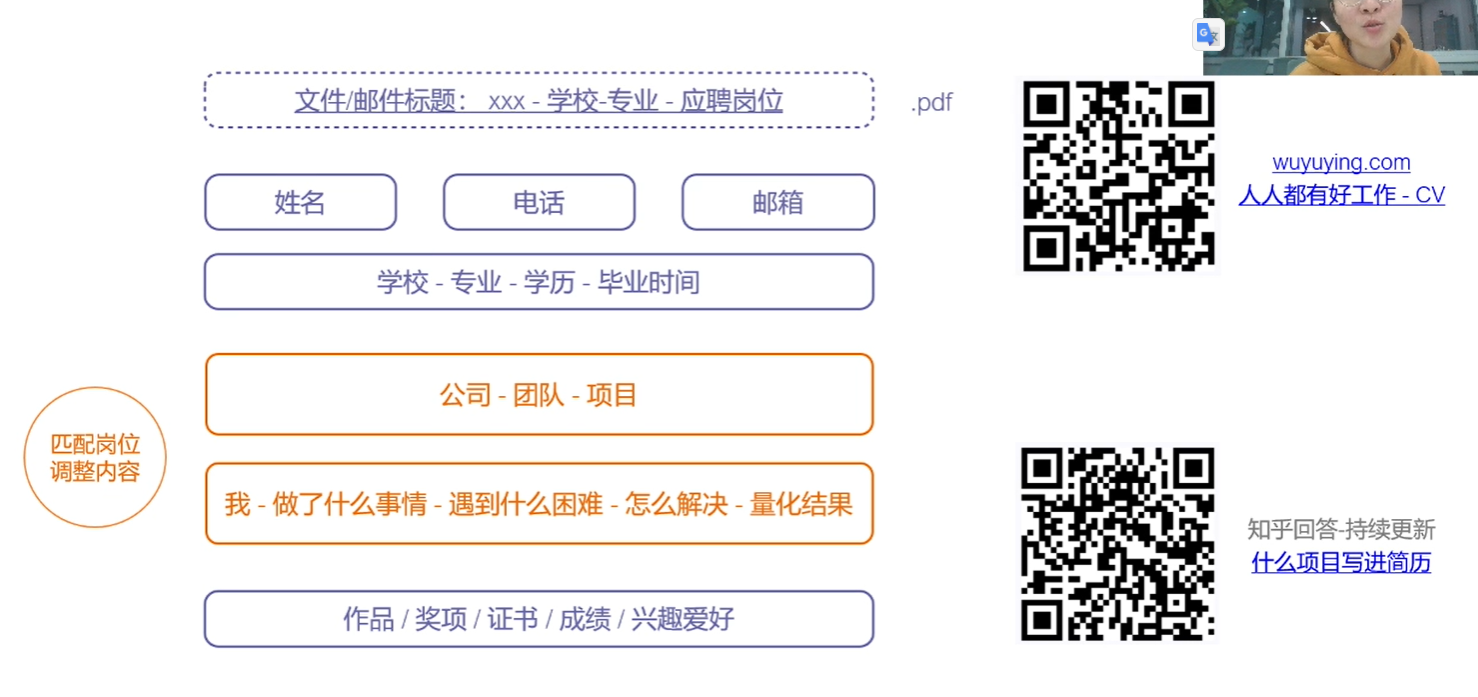 文件/邮件标题： xxx - 学校-专业 - 应聘岗位
.pdf
姓名
电话
邮箱
学校 - 专业 - 学历 - 毕业时间
公司 - 团队 - 项目
匹配岗位
调整内容
我 - 做了什么事情 - 遇到什么困难 - 怎么解决 - 量化结果
作品 / 奖项 / 证书 / 成绩 / 兴趣爱好
wuyuying.com
人人都有好工作 - CV
知乎回答-持续更新
什么项目写进简历